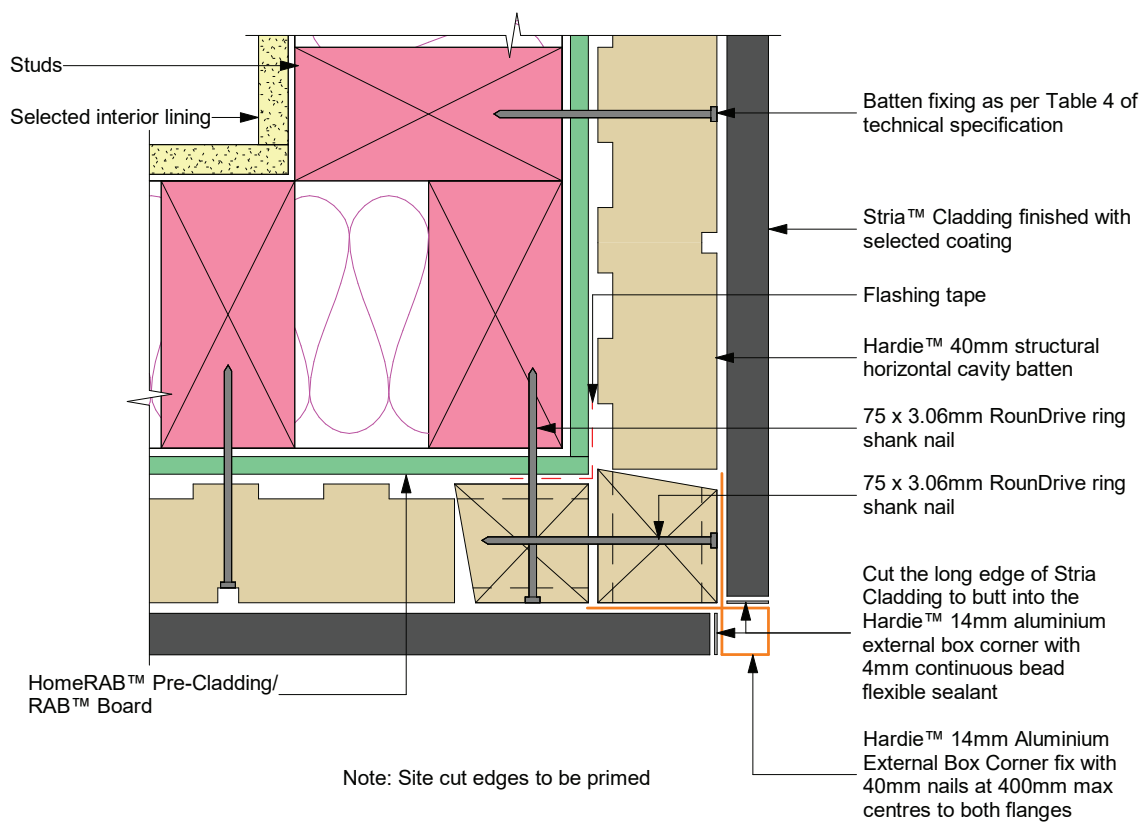 Studs
Selected interior lining
HomeRAB™ Pre-Cladding/
RAB™ Board
Note: Site cut edges to be primed
Batten fixing as per Table 4 of
technical specification
Stria™ Cladding finished with
selected coating
Flashing tape
Hardie™ 40mm structural
horizontal cavity batten
75 x 3.06mm RounDrive ring
shank nail
75 x 3.06mm RounDrive ring
shank nail
Cut the long edge of Stria
Cladding to butt into the
Hardie™ 14mm aluminium
external box corner with
4mm continuous bead
flexible sealant
Hardie™ 14mm Aluminium
External Box Corner fix with
40mm nails at 400mm max
centres to both flanges